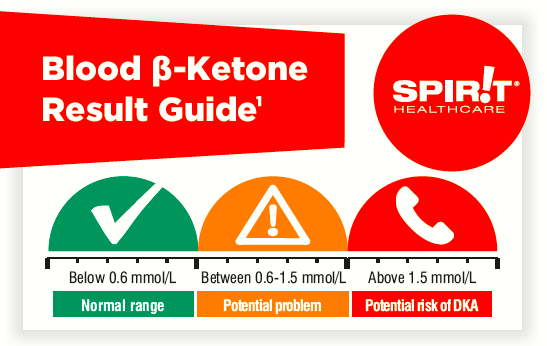 Blood β-Ketone
Result Guide¹
SPIR!T®
HEALTHCARE
Below 0.6 mmol/L
Between 0.6-1.5 mmol/L
Above 1.5 mmol/L
Normal range
Potential problem
Potential risk of DKA